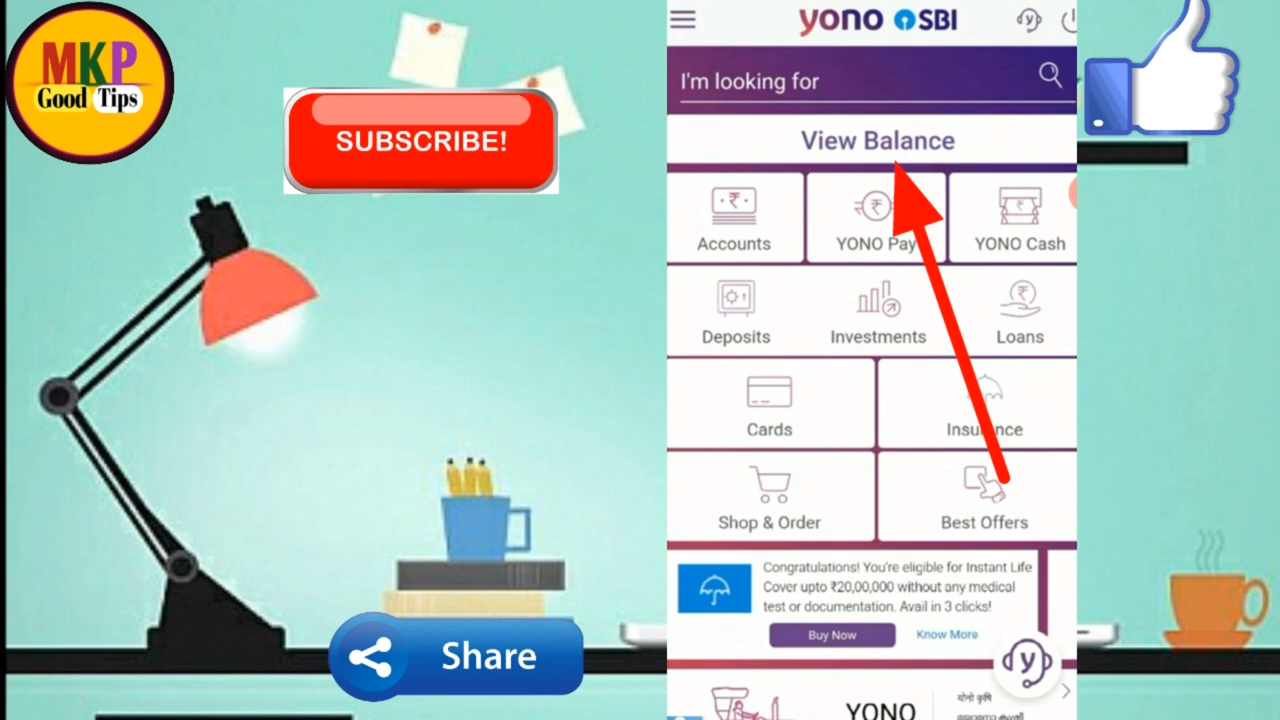 MKP
Good Tips
SUBSCRIBE!
Share
yono SBI
I'm looking for
View Balance
Accounts
YONO Pay
YONO Cash
Deposits
Investments
Loans
Cards
Insurance
Shop & Order
Best Offers
Congratulations! You're eligible for Instant Life
Cover upto ₹20,00,000 without any medical
test or documentation. Avail in 3 clicks!
Buy Now
Know More
YONO
योनो कृषि